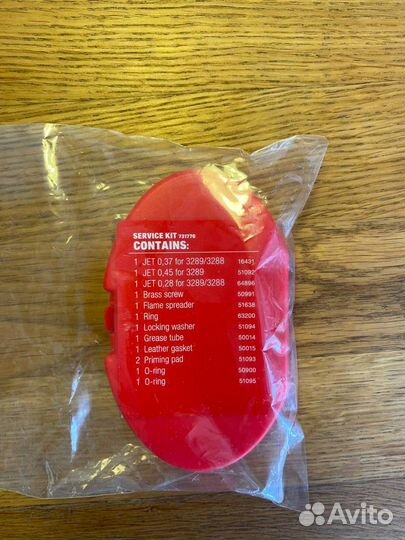 SERVICE KIT 731770
CONTAINS:
1 JET 0,37 for 3289/3288 16431
1 JET 0,45 for 3289 51092
1 JET 0,28 for 3289/3288 64896
1 Brass screw 50991
1 Flame spreader 51638
1 Ring 63200
1 Locking washer 51094
1 Grease tube 50014
1 Leather gasket 50015
2 Priming pad 51093
1 O-ring 50900
1 O-ring 51095
Avito